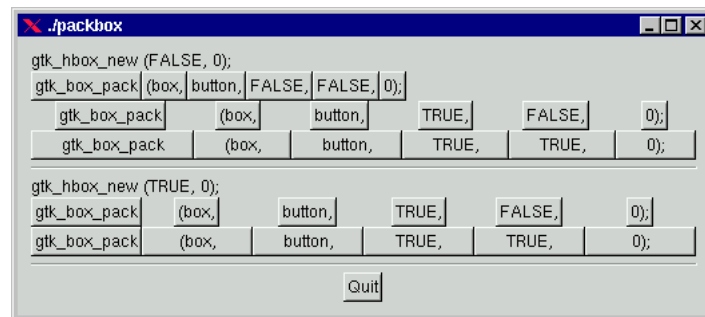 ./packbox
gtk_hbox_new (FALSE, 0);
gtk_box_pack (box, button, FALSE, FALSE, 0);
gtk_box_pack (box, button, TRUE, FALSE, 0);
gtk_box_pack (box, button, TRUE, TRUE, 0);
gtk_hbox_new (TRUE, 0);
gtk_box_pack (box, button, TRUE, FALSE, 0);
gtk_box_pack (box, button, TRUE, TRUE, 0);
Quit